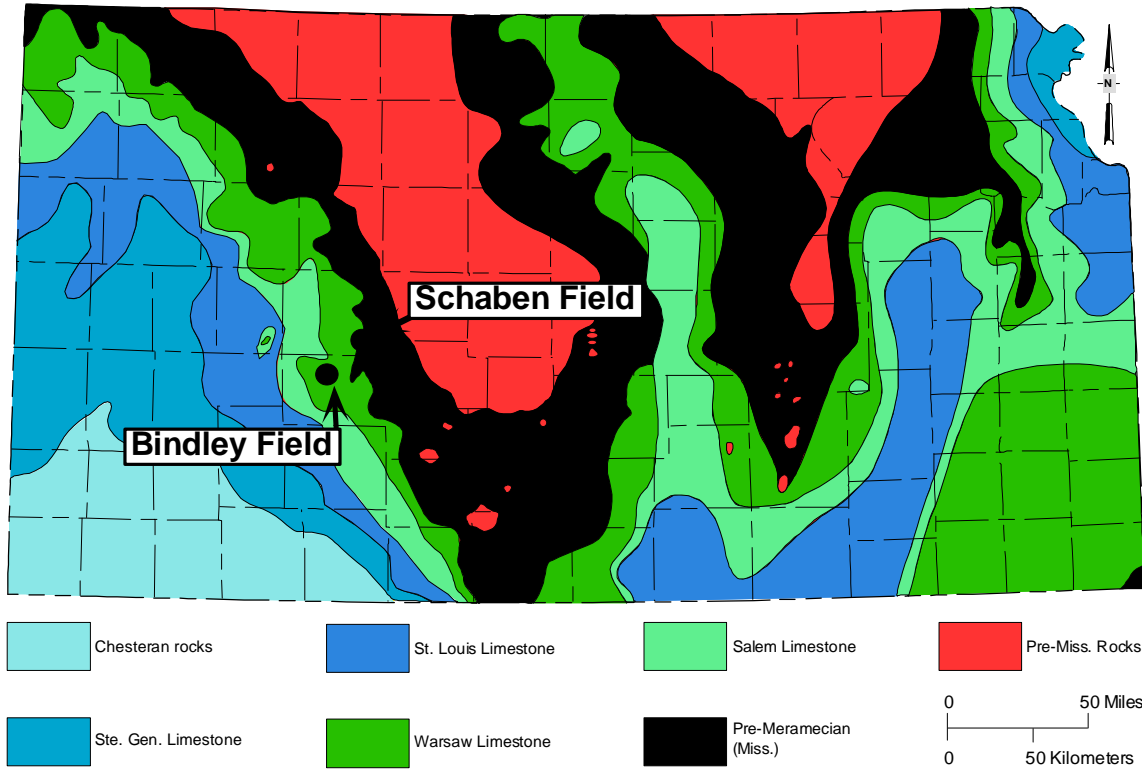 N
Schaben Field
Bindley Field
Chesteran rocks
St. Louis Limestone
Salem Limestone
Pre-Miss. Rocks
Ste. Gen. Limestone
Warsaw Limestone
Pre-Meramecian
(Miss.)
0 50 Miles
0 50 Kilometers